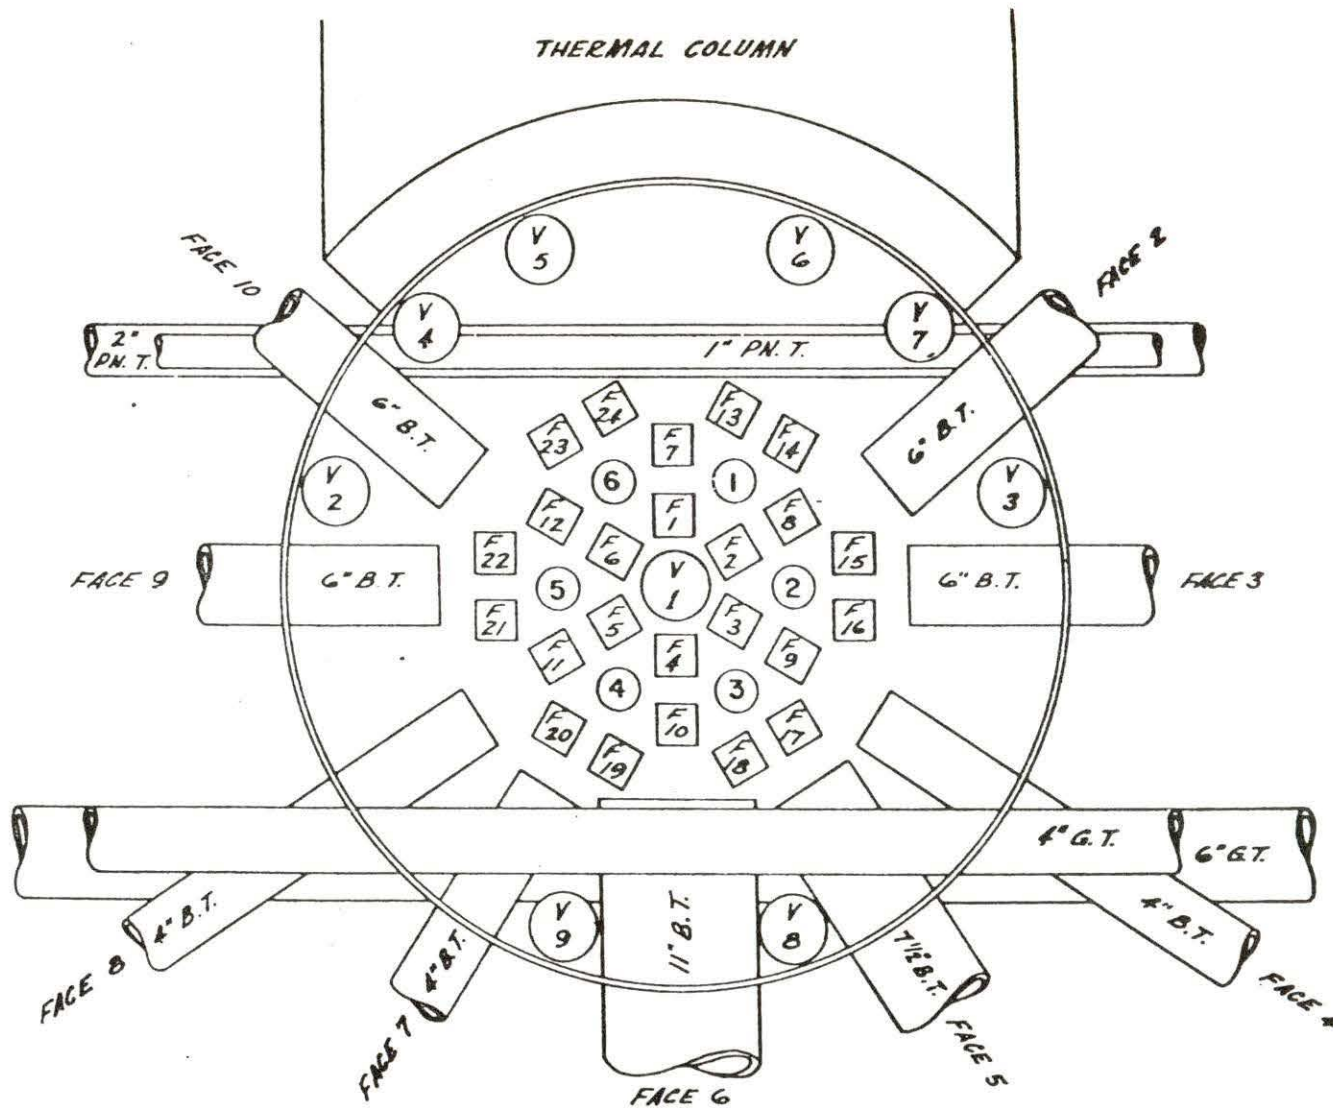 THERMAL COLUMN
V
5
V
6
FACE 10
FACE 2
V
4
V
7
2"
PN. T.
1" PN. T.
6" B.T.
6" B.T.
F
24
F
13
F
23
F
7
F
14
V
2
6
1
V
3
F
12
F
1
F
8
F
6
F
2
F
22
F
15
FACE 9
6" B.T.
5
V
1
2
6" B.T.
FACE 3
F
21
F
5
F
3
F
16
F
11
F
4
F
9
4
3
F
20
F
10
F
17
F
19
F
18
4" G.T.
6" G.T.
4" B.T.
V
9
11" B.T.
V
8
4" B.T.
4" B.T.
7 1/2 B.T.
FACE 8
FACE 7
FACE 6
FACE 5
FACE